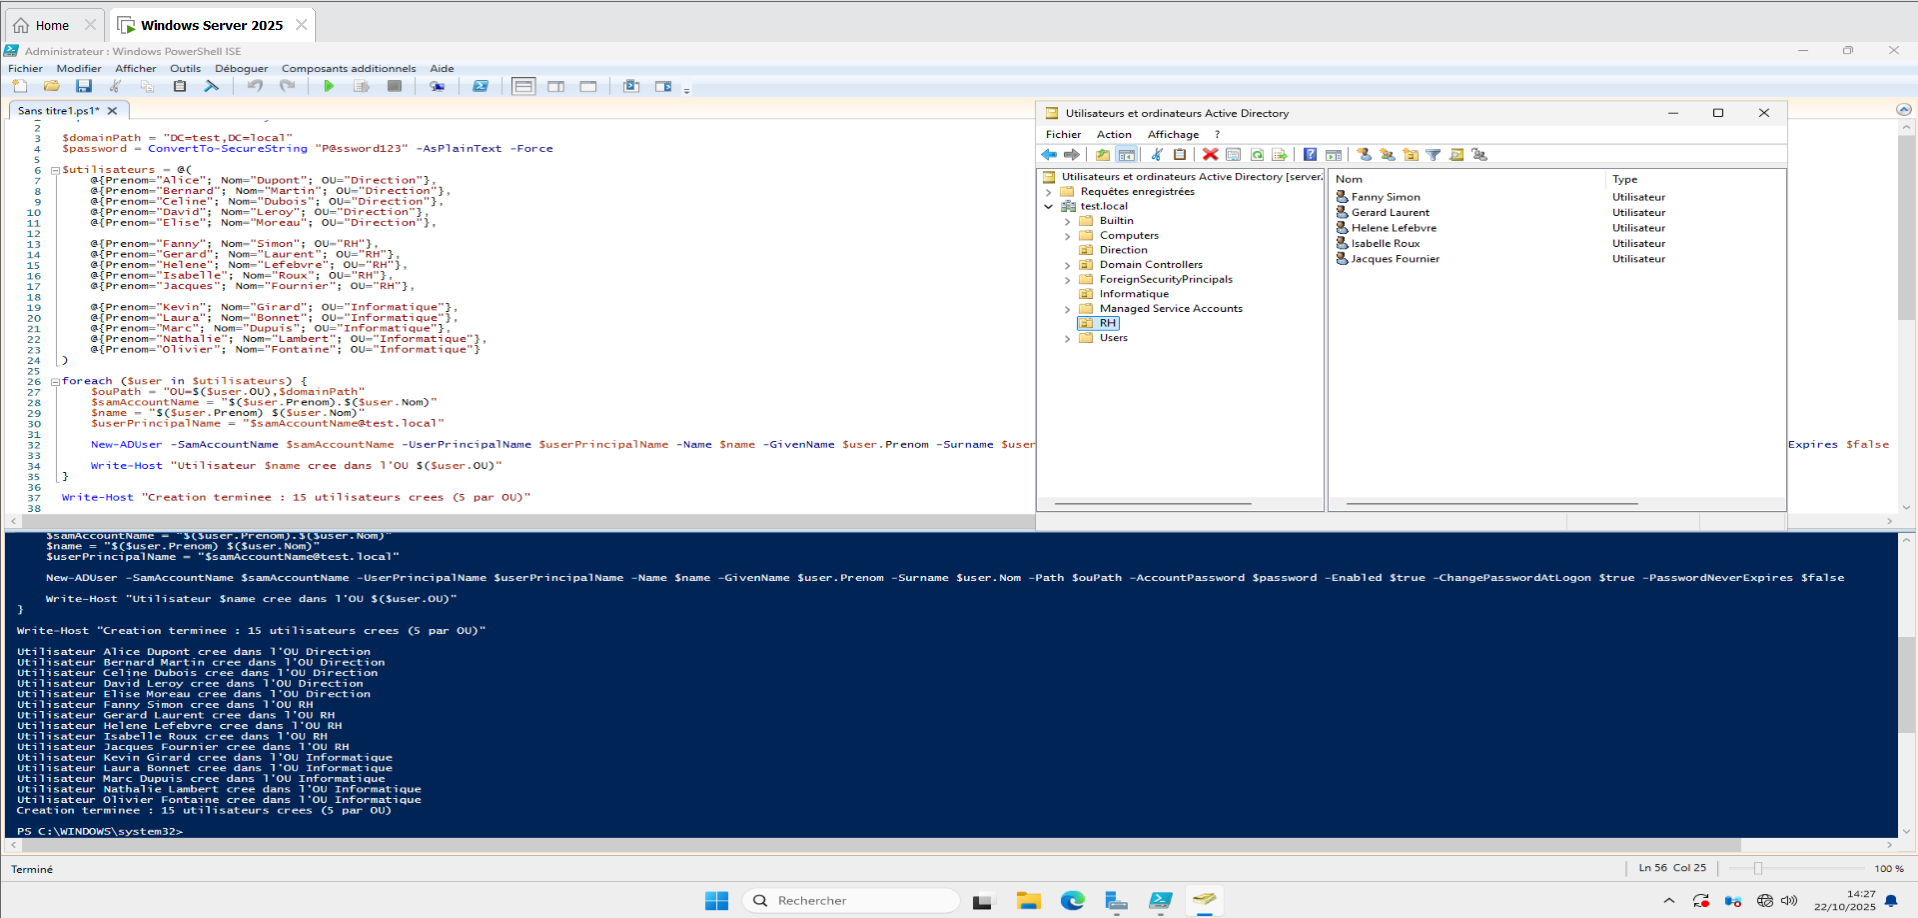 Home
Windows Server 2025
Administrateur : Windows PowerShell ISE
Fichier Modifier Afficher Outils Déboguer Composants additionnels Aide
Sans titre1.ps1*
2
3 $domainPath = "DC=test,DC=local"
4 $password = ConvertTo-SecureString "P@ssword123" -AsPlainText -Force
5
6 $utilisateurs = @(
7 @{Prenom="Alice"; Nom="Dupont"; OU="Direction"},
8 @{Prenom="Bernard"; Nom="Martin"; OU="Direction"},
9 @{Prenom="Celine"; Nom="Dubois"; OU="Direction"},
10 @{Prenom="David"; Nom="Leroy"; OU="Direction"},
11 @{Prenom="Elise"; Nom="Moreau"; OU="Direction"},
12
13 @{Prenom="Fanny"; Nom="Simon"; OU="RH"},
14 @{Prenom="Gerard"; Nom="Laurent"; OU="RH"},
15 @{Prenom="Helene"; Nom="Lefebvre"; OU="RH"},
16 @{Prenom="Isabelle"; Nom="Roux"; OU="RH"},
17 @{Prenom="Jacques"; Nom="Fournier"; OU="RH"},
18
19 @{Prenom="Kevin"; Nom="Girard"; OU="Informatique"},
20 @{Prenom="Laura"; Nom="Bonnet"; OU="Informatique"},
21 @{Prenom="Marc"; Nom="Dupuis"; OU="Informatique"},
22 @{Prenom="Nathalie"; Nom="Lambert"; OU="Informatique"},
23 @{Prenom="Olivier"; Nom="Fontaine"; OU="Informatique"}
24 )
25
26 foreach ($user in $utilisateurs) {
27 $ouPath = "OU=$($user.OU),$domainPath"
28 $samAccountName = "$($user.Prenom).$($user.Nom)"
29 $name = "$($user.Prenom) $($user.Nom)"
30 $userPrincipalName = "$samAccountName@test.local"
31
32 New-ADUser -SamAccountName $samAccountName -UserPrincipalName $userPrincipalName -Name $name -GivenName $user.Prenom -Surname $user Expires $false
33
34 Write-Host "Utilisateur $name cree dans l'OU $($user.OU)"
35 }
36
37 Write-Host "Creation terminee : 15 utilisateurs crees (5 par OU)"
38
Utilisateurs et ordinateurs Active Directory
Fichier Action Affichage ?
Utilisateurs et ordinateurs Active Directory [server.
Requêtes enregistrées
test.local
Builtin
Computers
Direction
Domain Controllers
ForeignSecurityPrincipals
Informatique
Managed Service Accounts
RH
Users
Nom Type
Fanny Simon Utilisateur
Gerard Laurent Utilisateur
Helene Lefebvre Utilisateur
Isabelle Roux Utilisateur
Jacques Fournier Utilisateur
$samAccountName = "$($user.Prenom).$($user.Nom)"
$name = "$($user.Prenom) $($user.Nom)"
$userPrincipalName = "$samAccountName@test.local"
New-ADUser -SamAccountName $samAccountName -UserPrincipalName $userPrincipalName -Name $name -GivenName $user.Prenom -Surname $user.Nom -Path $ouPath -AccountPassword $password -Enabled $true -ChangePasswordAtLogon $true -PasswordNeverExpires $false
Write-Host "Utilisateur $name cree dans l'OU $($user.OU)"
}
Write-Host "Creation terminee : 15 utilisateurs crees (5 par OU)"
Utilisateur Alice Dupont cree dans l'OU Direction
Utilisateur Bernard Martin cree dans l'OU Direction
Utilisateur Celine Dubois cree dans l'OU Direction
Utilisateur David Leroy cree dans l'OU Direction
Utilisateur Elise Moreau cree dans l'OU Direction
Utilisateur Fanny Simon cree dans l'OU RH
Utilisateur Gerard Laurent cree dans l'OU RH
Utilisateur Helene Lefebvre cree dans l'OU RH
Utilisateur Isabelle Roux cree dans l'OU RH
Utilisateur Jacques Fournier cree dans l'OU RH
Utilisateur Kevin Girard cree dans l'OU Informatique
Utilisateur Laura Bonnet cree dans l'OU Informatique
Utilisateur Marc Dupuis cree dans l'OU Informatique
Utilisateur Nathalie Lambert cree dans l'OU Informatique
Utilisateur Olivier Fontaine cree dans l'OU Informatique
Creation terminee : 15 utilisateurs crees (5 par OU)
PS C:\WINDOWS\system32>
Terminé
Ln 56 Col 25
100 %
Rechercher
14:27
22/10/2025